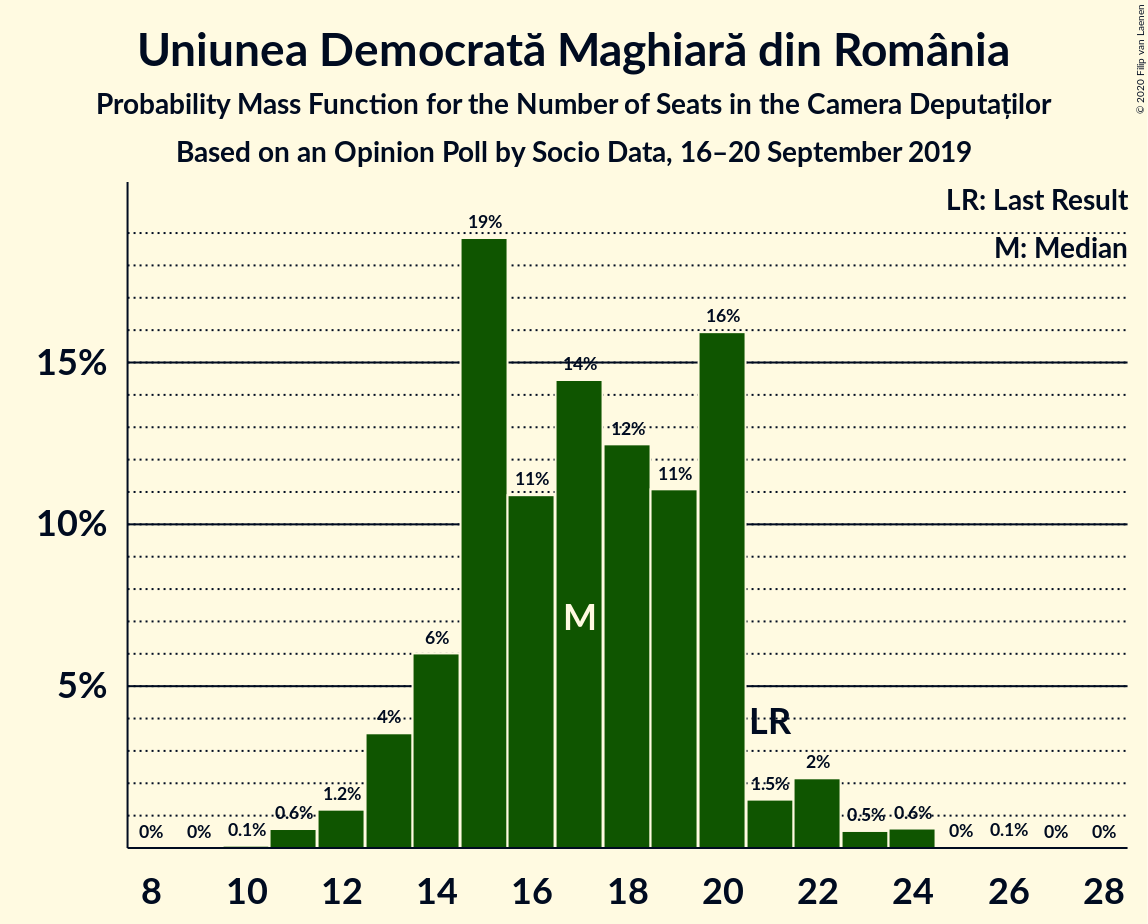 Uniunea Democrată Maghiară din România
Probability Mass Function for the Number of Seats in the Camera Deputaților
Based on an Opinion Poll by Socio Data, 16–20 September 2019
© 2020 Filip van Laenen
LR: Last Result
M: Median
15%
10%
5%
0%
0%
0.1%
0.6%
1.2%
4%
6%
19%
11%
14%
12%
11%
16%
1.5%
2%
0.5%
0.6%
0%
0.1%
0%
0%
M
LR
8 10 12 14 16 18 20 22 24 26 28